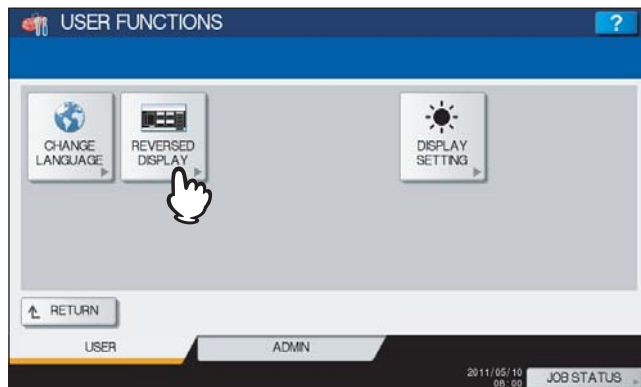 USER FUNCTIONS
?
CHANGE
LANGUAGE
REVERSED
DISPLAY
DISPLAY
SETTING
RETURN
USER
ADMIN
2011/05/10
08:00
JOB STATUS